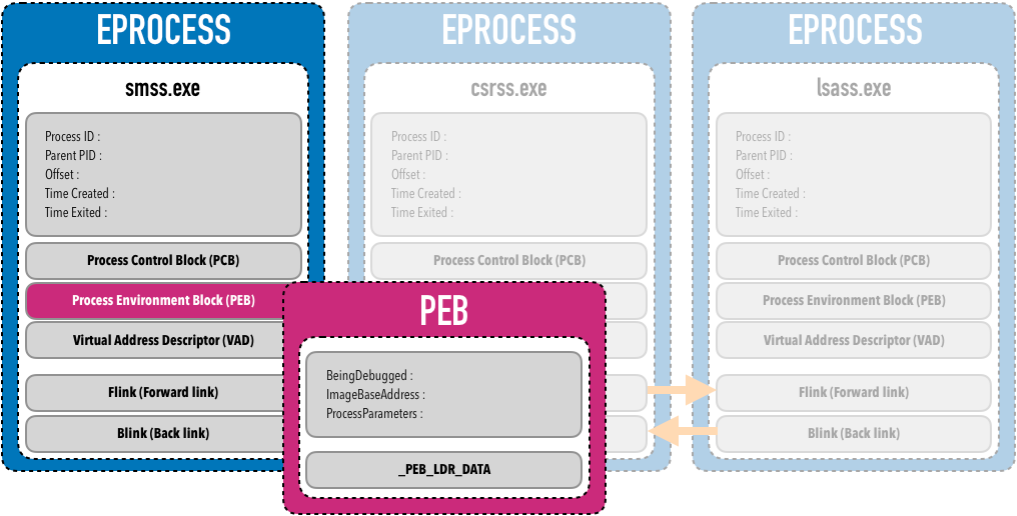 EPROCESS
smss.exe
Process ID :
Parent PID :
Offset :
Time Created :
Time Exited :
Process Control Block (PCB)
Process Environment Block (PEB)
Virtual Address Descriptor (VAD)
Flink (Forward link)
Blink (Back link)
EPROCESS
csrss.exe
Process ID :
Parent PID :
Offset :
Time Created :
Time Exited :
Process Control Block (PCB)
PEB
BeingDebugged :
ImageBaseAddress :
ProcessParameters :
_PEB_LDR_DATA
EPROCESS
lsass.exe
Process ID :
Parent PID :
Offset :
Time Created :
Time Exited :
Process Control Block (PCB)
Process Environment Block (PEB)
Virtual Address Descriptor (VAD)
Flink (Forward link)
Blink (Back link)